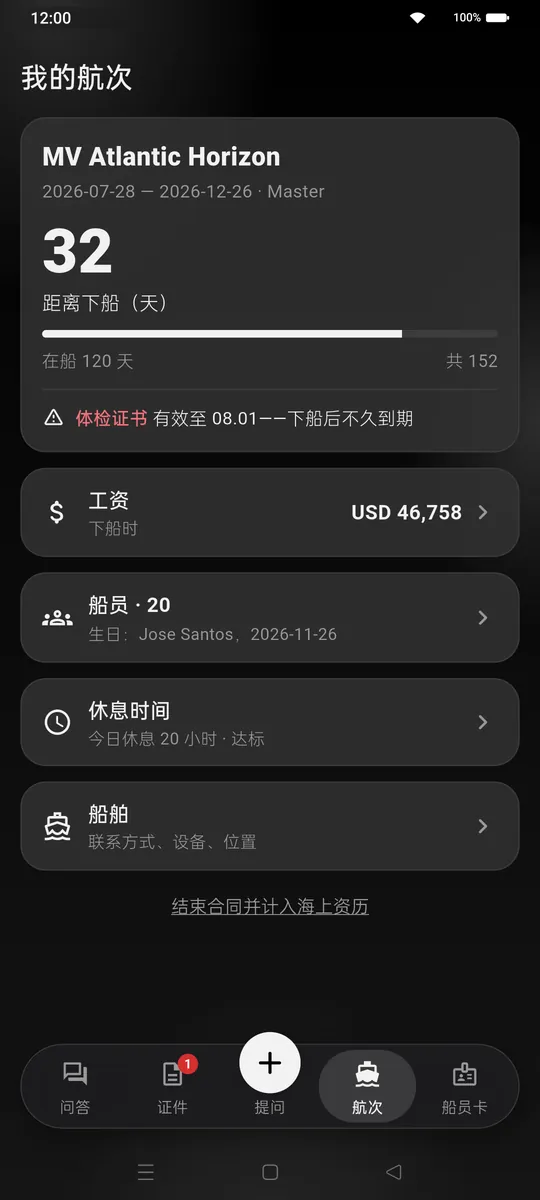 12:00
100%
我的航次
MV Atlantic Horizon
2026-07-28 — 2026-12-26 · Master
32
距离下船（天）
在船 120 天
共 152
体检证书 有效至 08.01——下船后不久到期
工资
下船时
USD 46,758
船员 · 20
生日：Jose Santos，2026-11-26
休息时间
今日休息 20 小时 · 达标
船舶
联系方式、设备、位置
结束合同并计入海上资历
1
问答
证件
提问
航次
船员卡